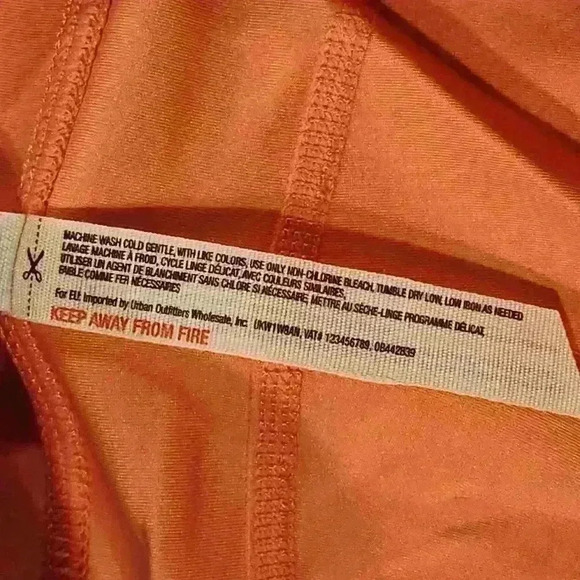 MACHINE WASH COLD GENTLE, WITH LIKE COLORS, USE ONLY NON-CHLORINE BLEACH, TUMBLE DRY LOW, LOW IRON AS NEEDED
LAVAGE MACHINE À FROID, CYCLE LINGE DÉLICAT, AVEC COULEURS SIMILAIRES,
UTILISER UN AGENT DE BLANCHIMENT SANS CHLORE SI NÉCESSAIRE, METTRE AU SÈCHE-LINGE PROGRAMME DÉLICAT,
FAIBLE COMME FER NÉCESSAIRES
For EU: Imported by Urban Outfitters Wholesale, Inc. UKW1W8AN, VAT# 123456789, 0B442839
KEEP AWAY FROM FIRE